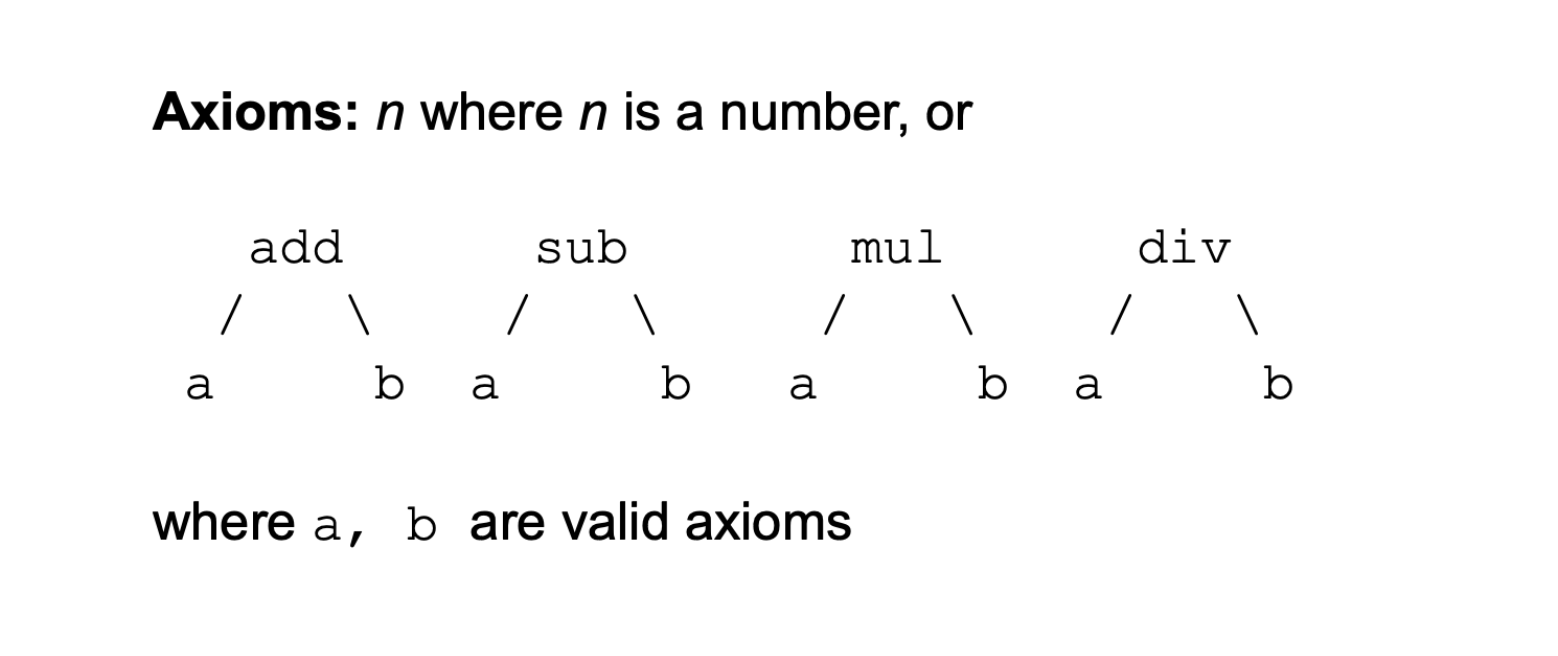 Axioms: n where n is a number, or
add sub mul div
/ \ / \ / \ / \
a b a b a b a b
where a, b are valid axioms